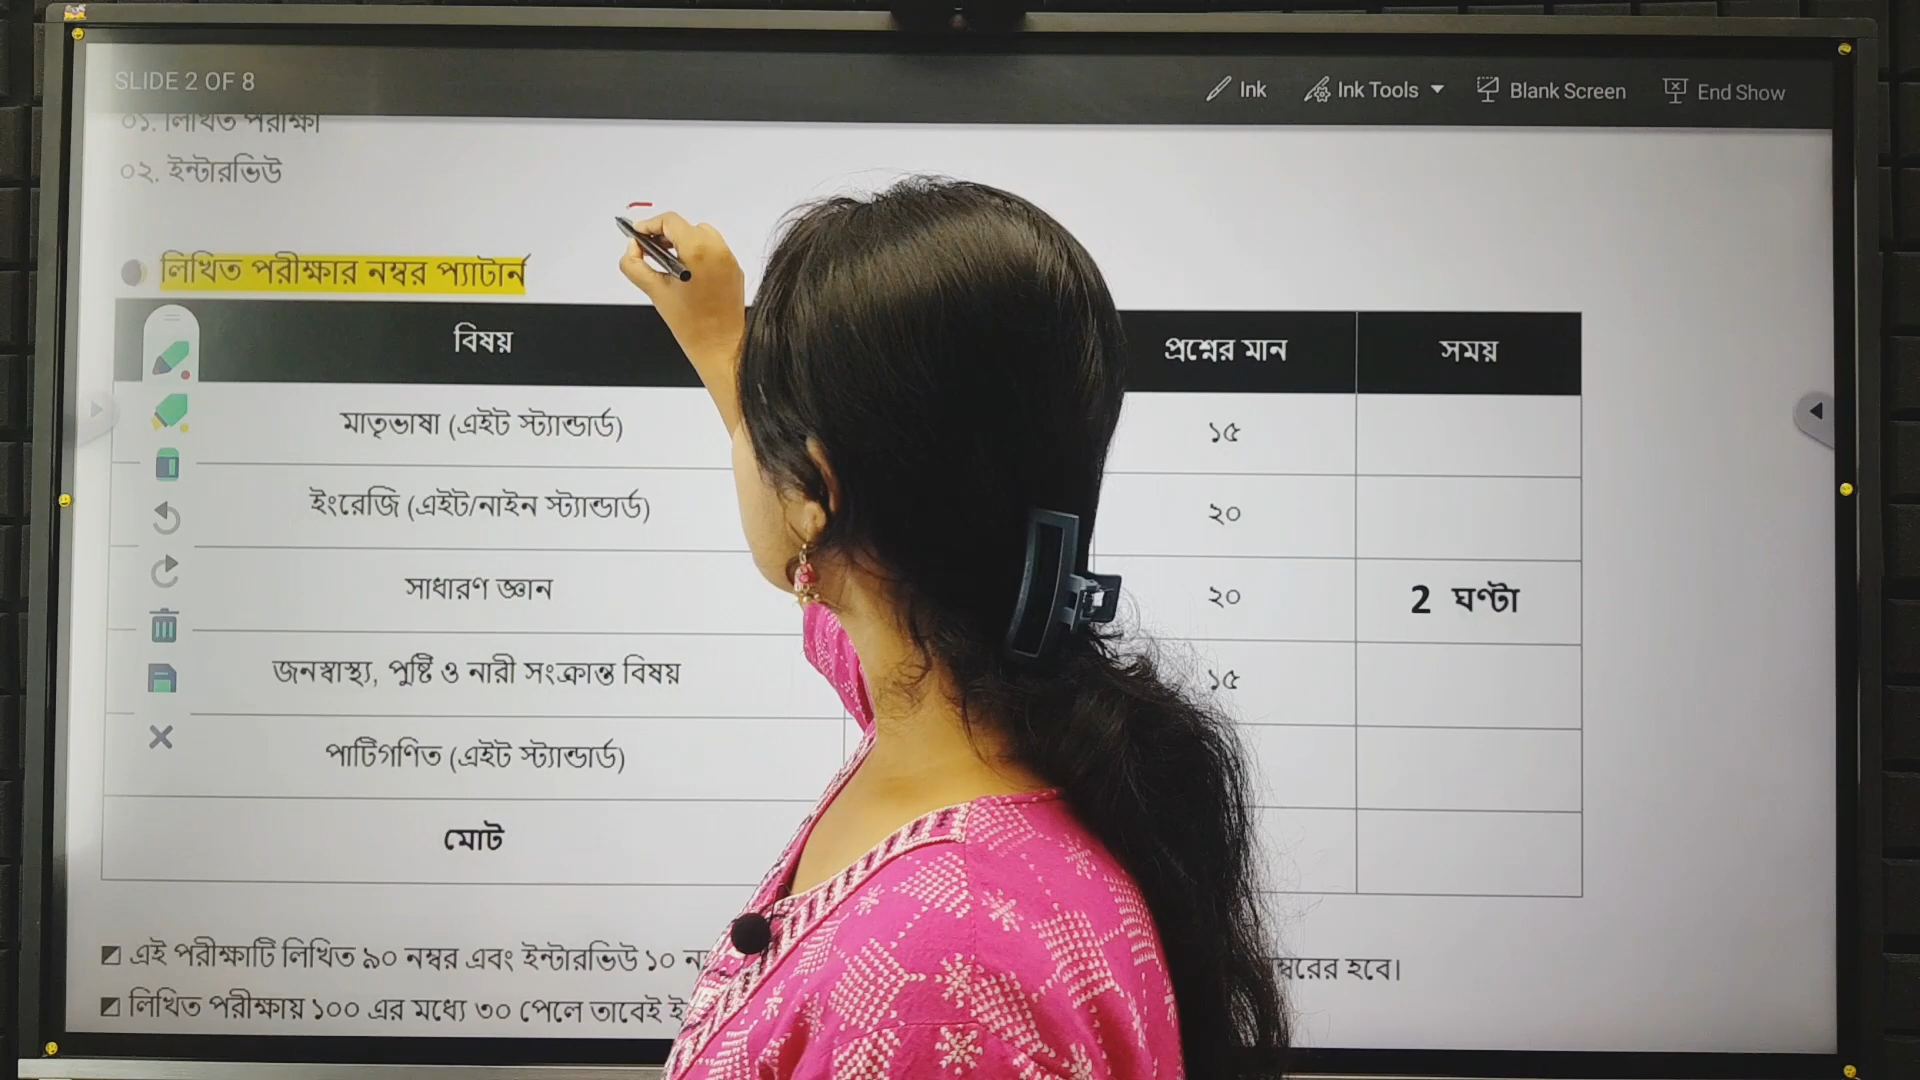 SLIDE 2 OF 8
Ink Ink Tools Blank Screen End Show
০১. লিখিত পরীক্ষা
০২. ইন্টারভিউ
লিখিত পরীক্ষার নম্বর প্যাটার্ন
বিষয় প্রশ্নের মান সময়
মাতৃভাষা (এইট স্ট্যান্ডার্ড) ১৫
ইংরেজি (এইট/নাইন স্ট্যান্ডার্ড) ২০
সাধারণ জ্ঞান ২০ 2 ঘণ্টা
জনস্বাস্থ্য, পুষ্টি ও নারী সংক্রান্ত বিষয় ১৫
পাটিগণিত (এইট স্ট্যান্ডার্ড)
মোট
এই পরীক্ষাটি লিখিত ৯০ নম্বর এবং ইন্টারভিউ ১০ হবে।
লিখিত পরীক্ষায় ১০০ এর মধ্যে ৩০ পেলে তাবেই